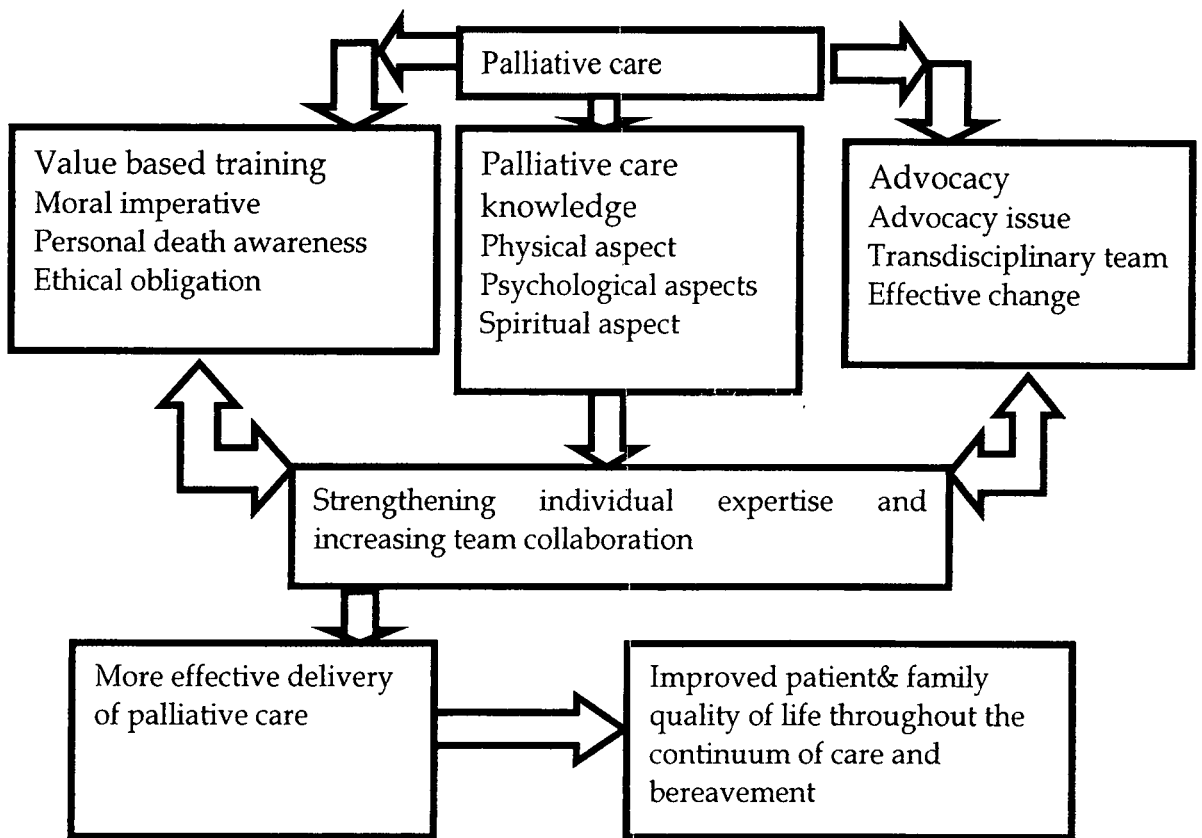 Palliative care
Value based training
Moral imperative
Personal death awareness
Ethical obligation
Palliative care
knowledge
Physical aspect
Psychological aspects
Spiritual aspect
Advocacy
Advocacy issue
Transdisciplinary team
Effective change
Strengthening individual expertise and
increasing team collaboration
More effective delivery
of palliative care
Improved patient& family
quality of life throughout the
continuum of care and
bereavement